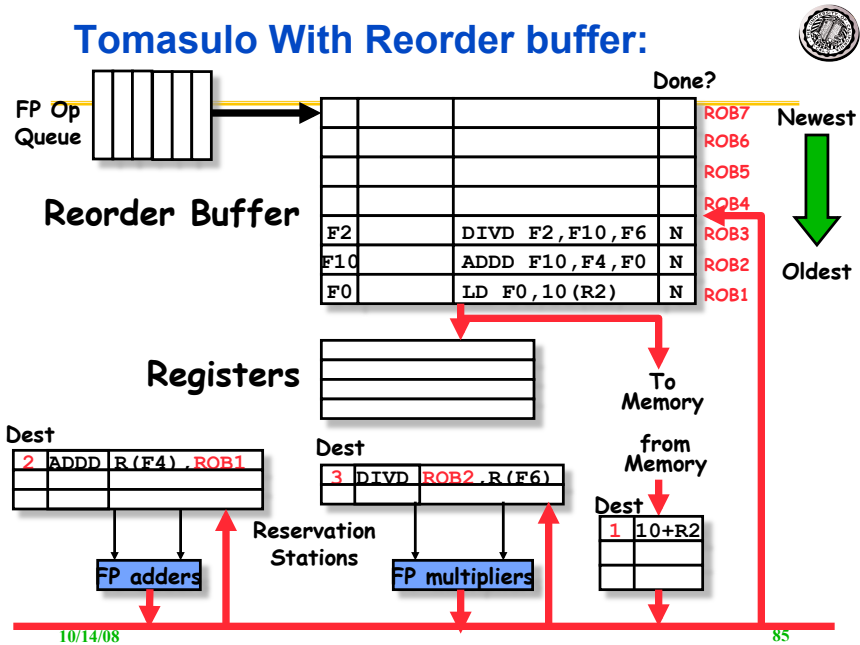 Tomasulo With Reorder buffer:
Done?
FP Op
Queue
ROB7
Newest
ROB6
ROB5
ROB4
Reorder Buffer
F2 DIVD F2,F10,F6 N ROB3
F10 ADDD F10,F4,F0 N ROB2
Oldest
F0 LD F0,10(R2) N ROB1
Registers
To
Memory
from
Memory
Dest
2 ADDD R(F4),ROB1
Dest
3 DIVD ROB2,R(F6)
Dest
1 10+R2
Reservation
Stations
FP adders
FP multipliers
10/14/08
85